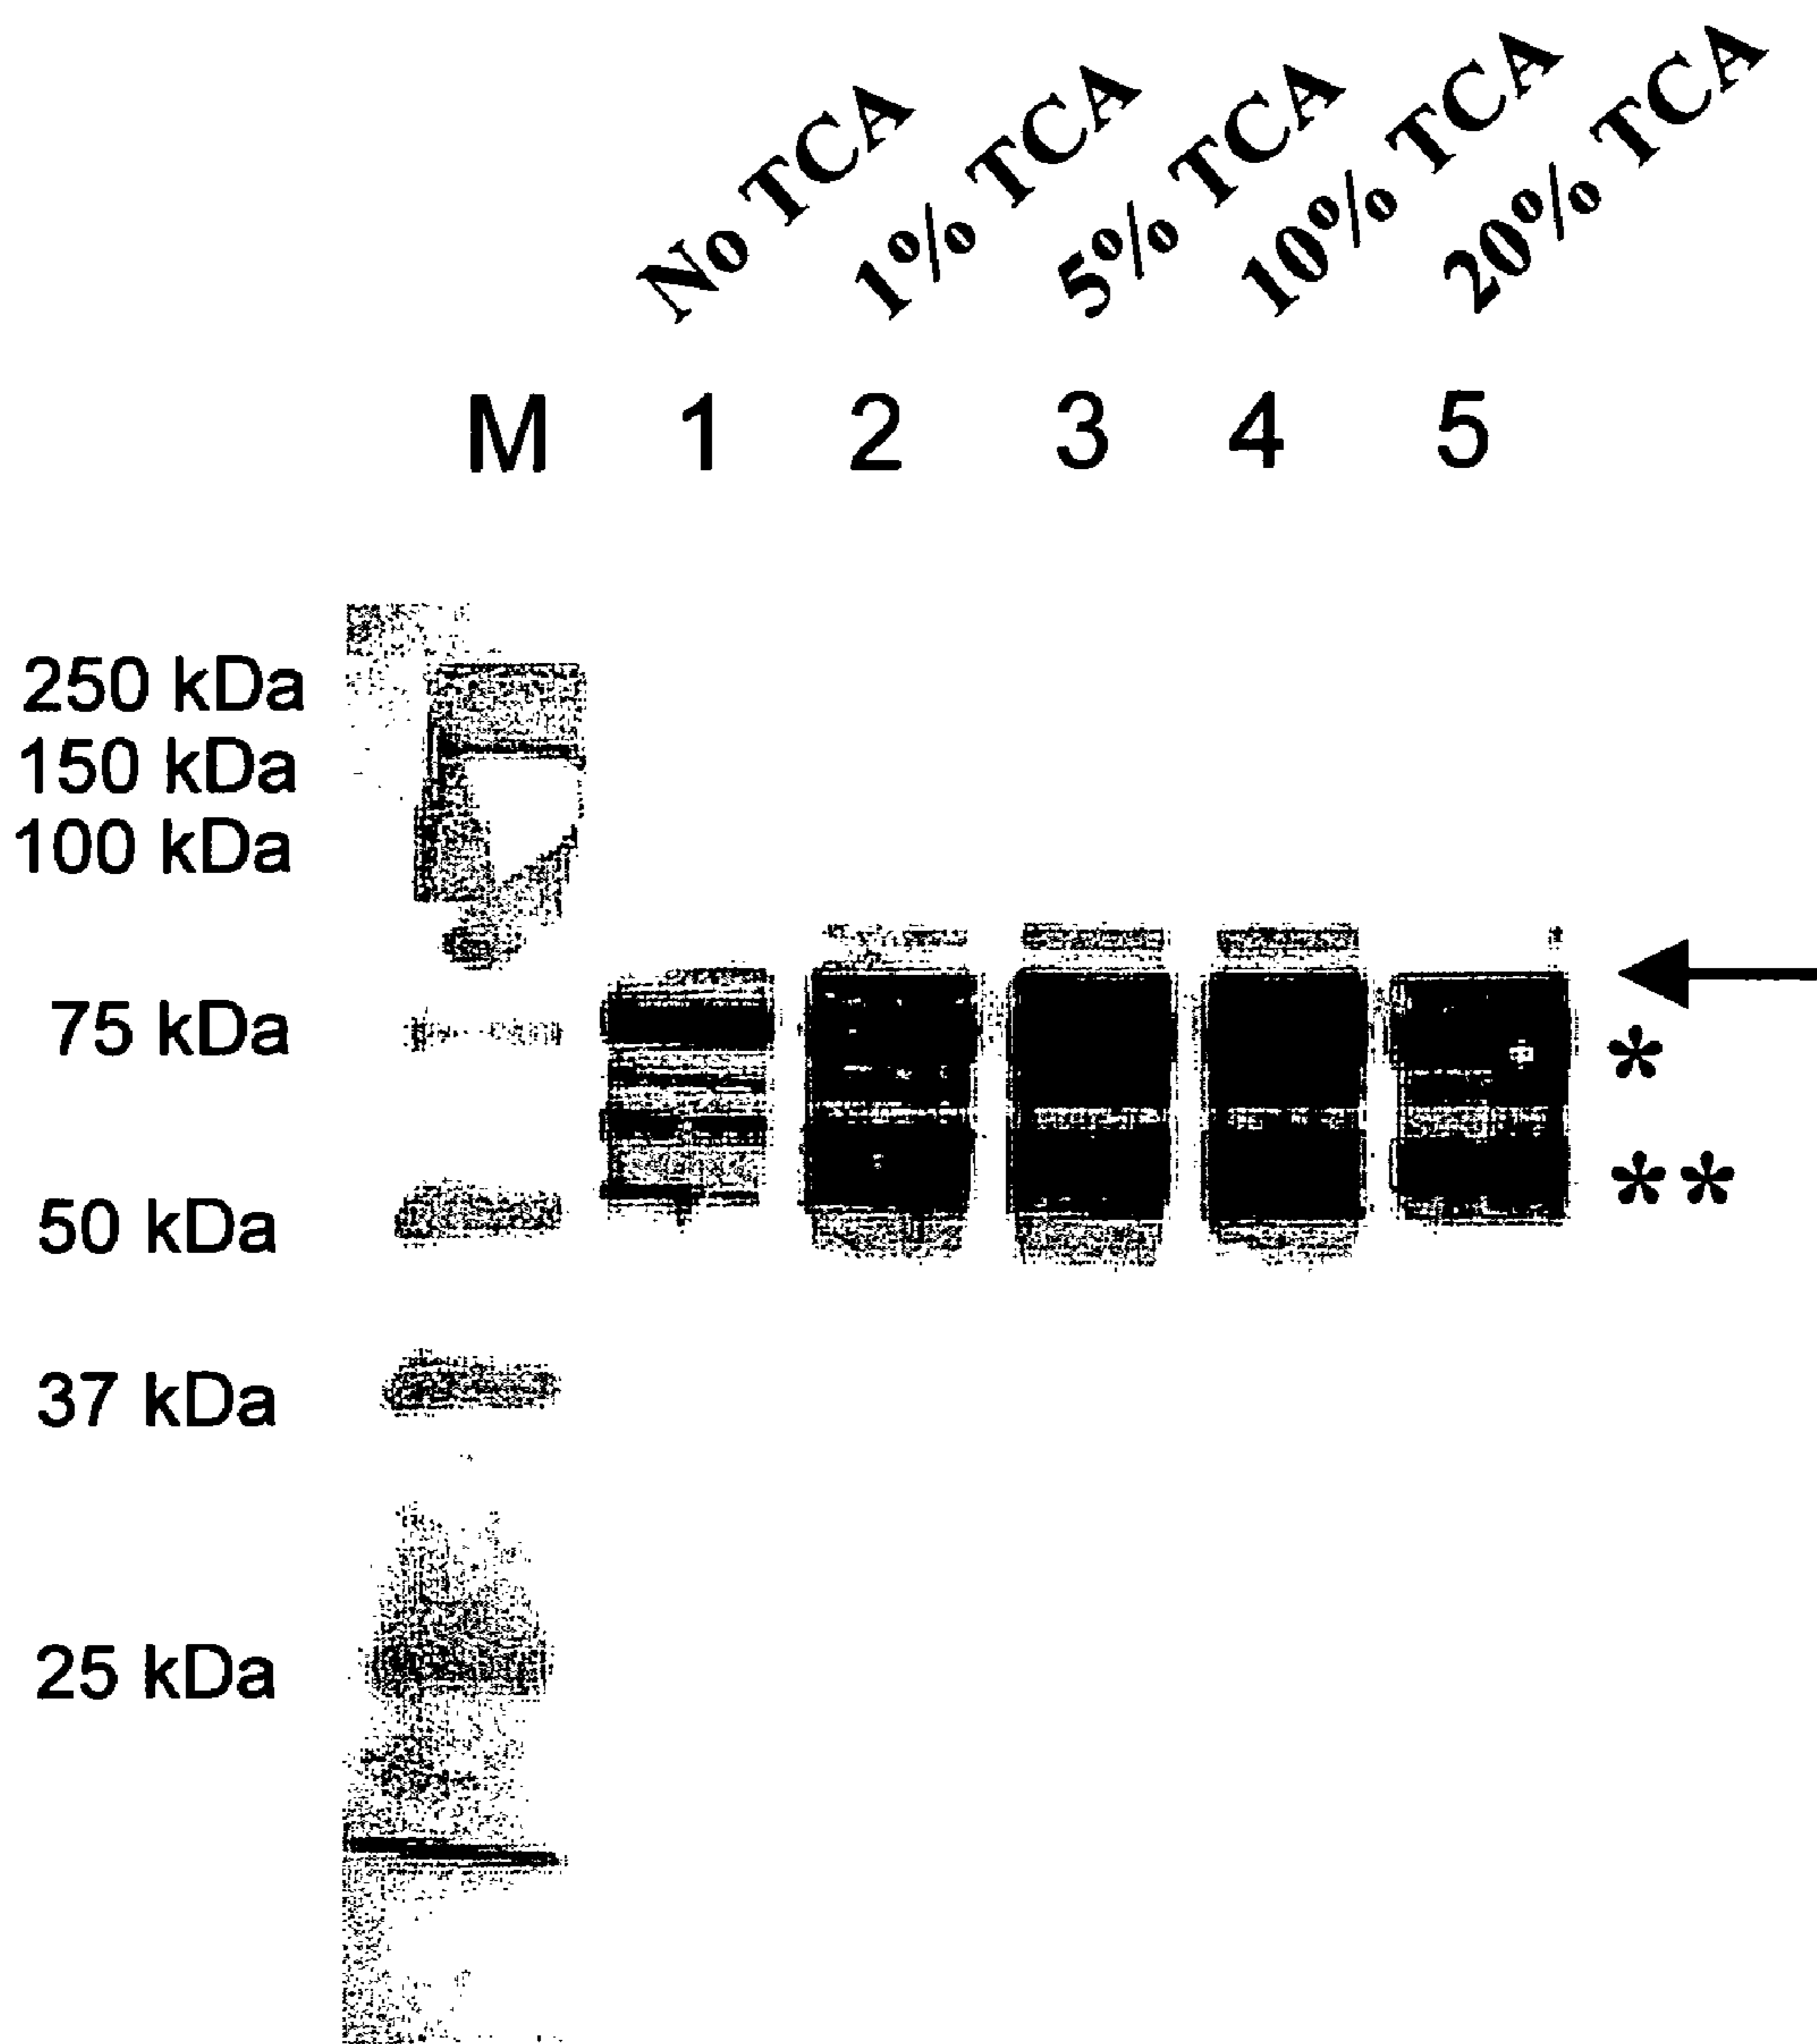 No TCA
1% TCA
5% TCA
10% TCA
20% TCA
M 1 2 3 4 5
250 kDa
150 kDa
100 kDa
75 kDa
*
**
50 kDa
37 kDa
25 kDa